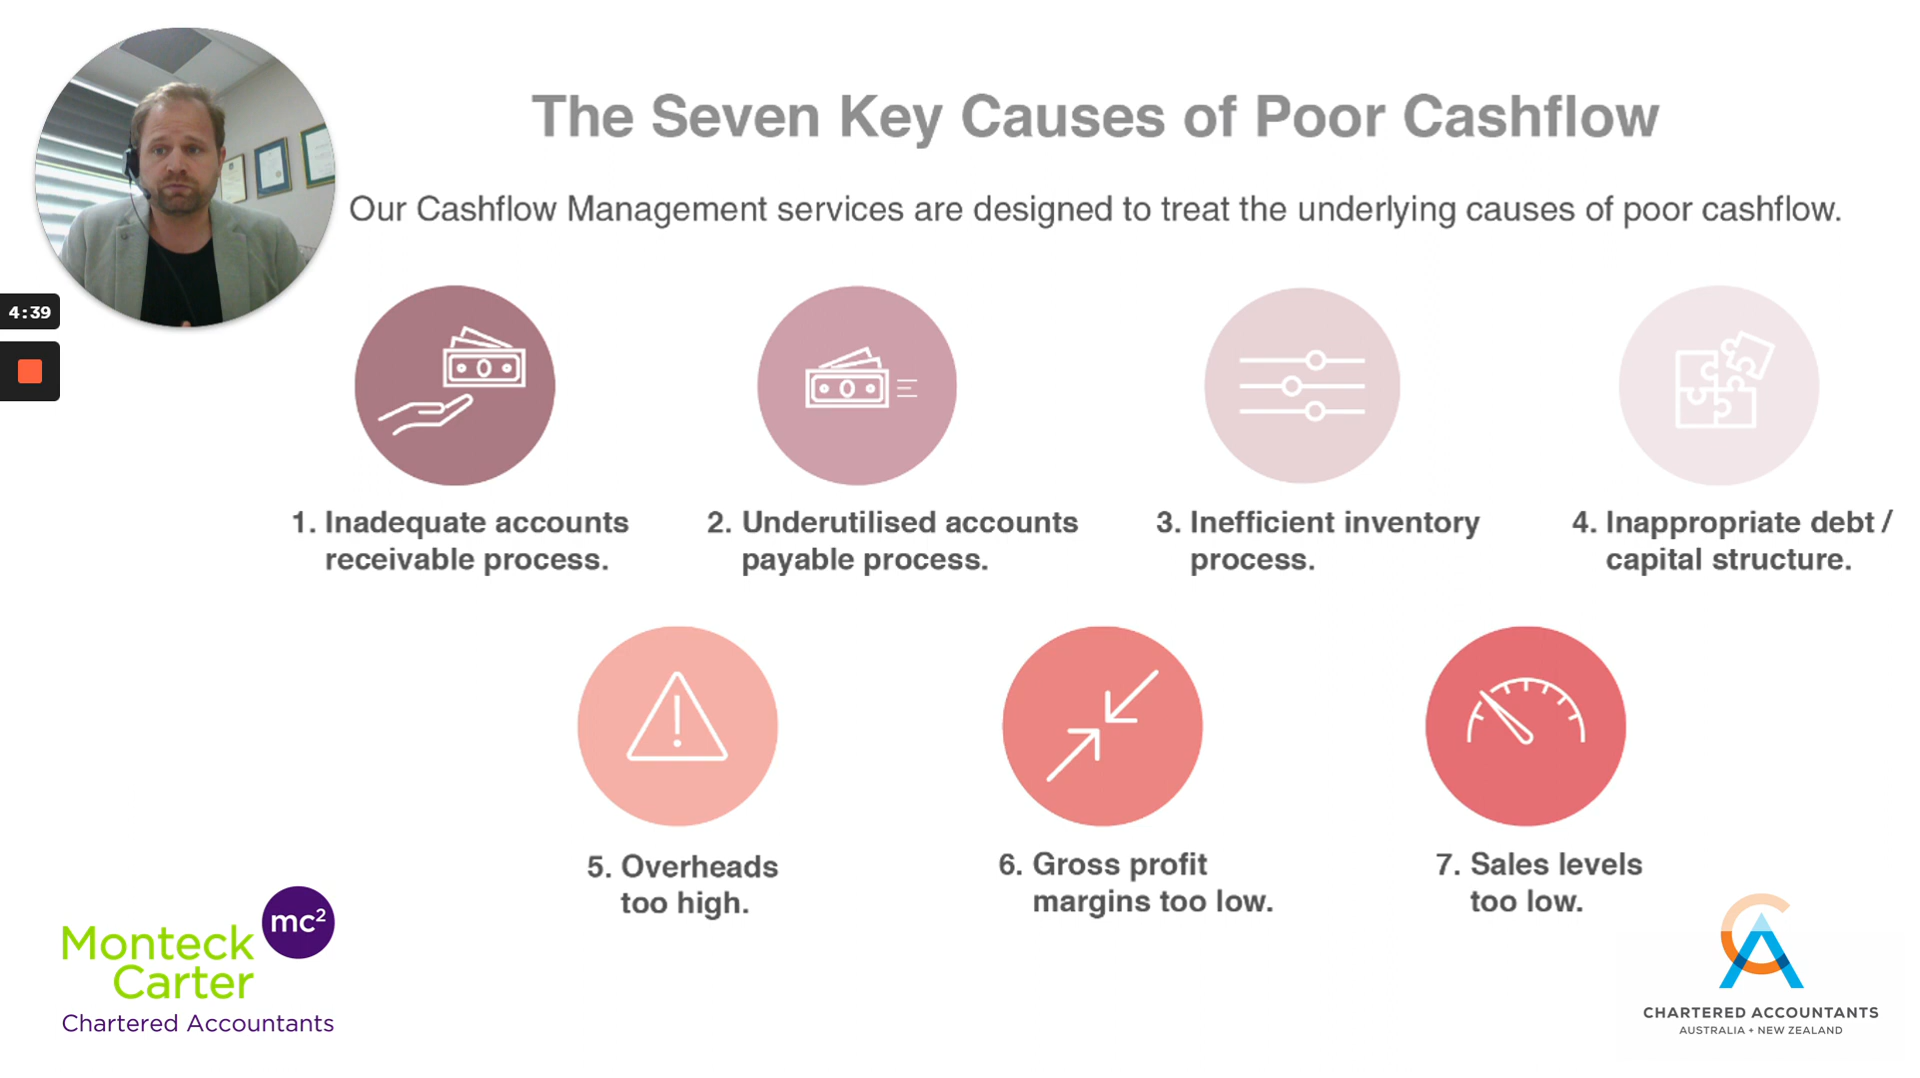 The Seven Key Causes of Poor Cashflow
Our Cashflow Management services are designed to treat the underlying causes of poor cashflow.
4:39
1. Inadequate accounts
receivable process.
2. Underutilised accounts
payable process.
3. Inefficient inventory
process.
4. Inappropriate debt /
capital structure.
5. Overheads
too high.
6. Gross profit
margins too low.
7. Sales levels
too low.
mc²
Monteck
Carter
Chartered Accountants
CA
CHARTERED ACCOUNTANTS
AUSTRALIA + NEW ZEALAND